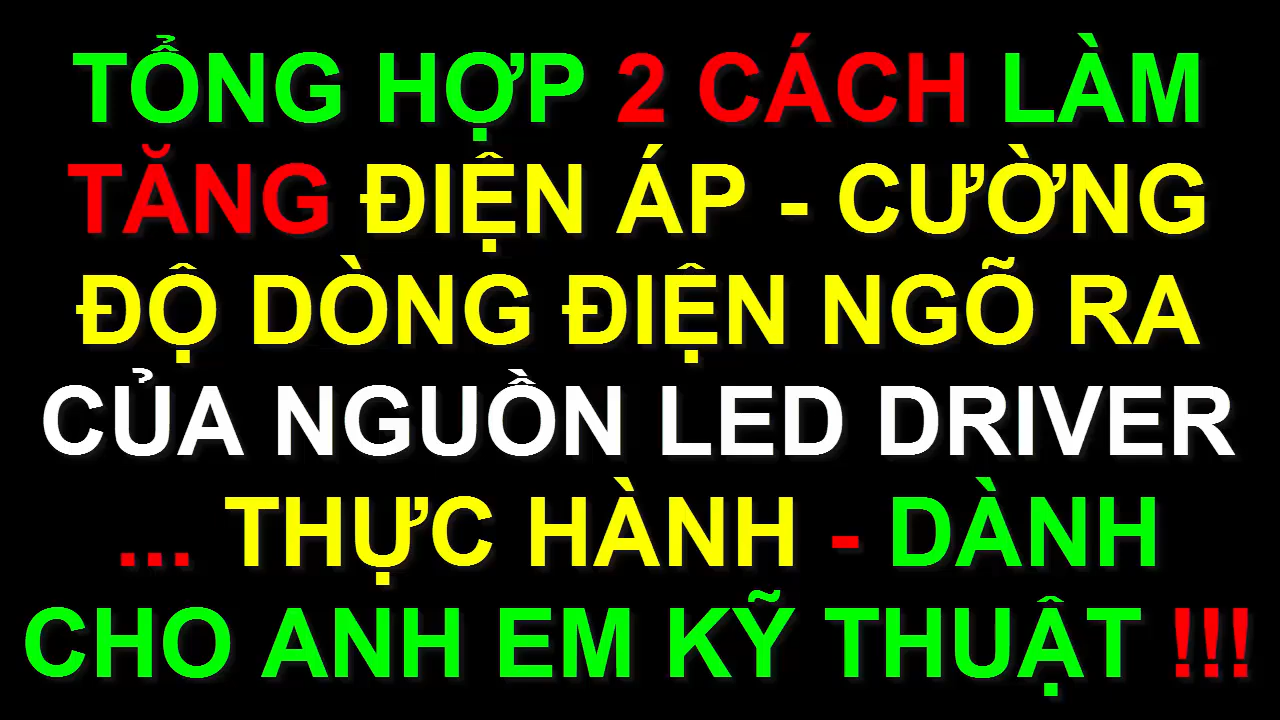 TỔNG HỢP 2 CÁCH LÀM
TĂNG ĐIỆN ÁP - CƯỜNG
ĐỘ DÒNG ĐIỆN NGÕ RA
CỦA NGUỒN LED DRIVER
... THỰC HÀNH - DÀNH
CHO ANH EM KỸ THUẬT !!!